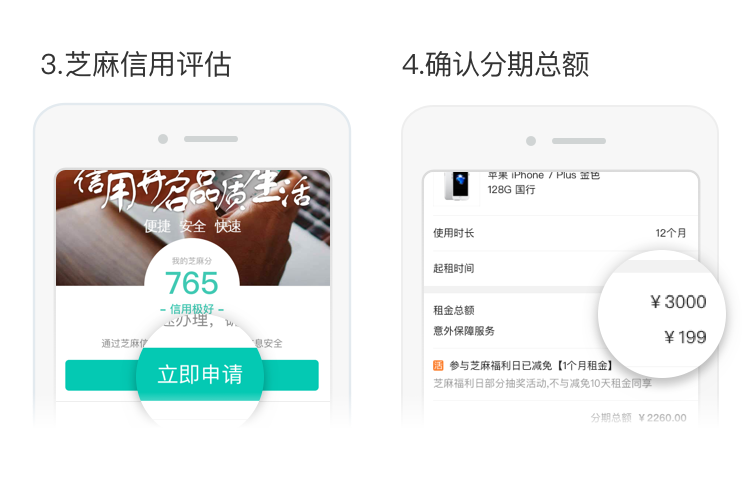 3.芝麻信用评估
信用开启品质生活
便捷 安全 快速
我的芝麻分
765
– 信用极好 –
办理,
通过芝麻信
息安全
立即申请
4.确认分期总额
苹果 iPhone 7 Plus 金色
128G 国行
使用时长 12个月
起租时间
租金总额 ¥3000
意外保障服务 ¥199
活 参与芝麻福利日已减免【1个月租金】
芝麻福利日部分抽奖活动,不与减免10天租金同享
分期总额 ¥2260.00